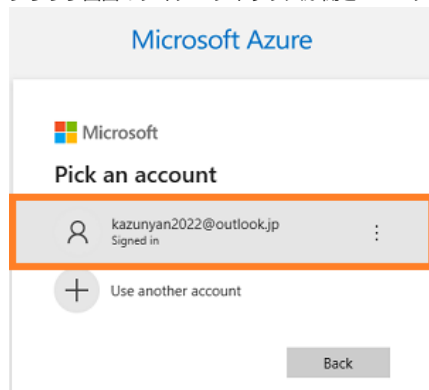 Microsoft Azure
Microsoft
Pick an account
kazunyan2022@outlook.jp
Signed in
Use another account
Back